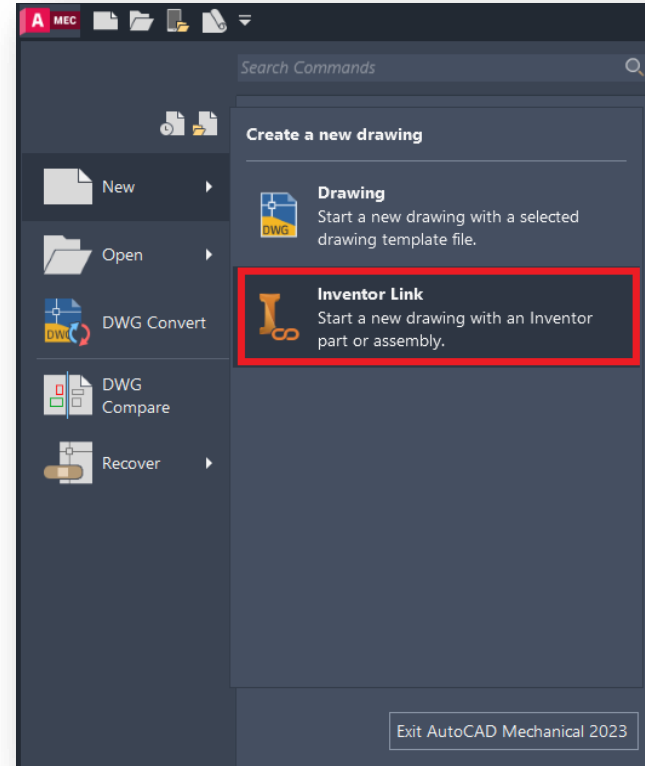 A MEC
Search Commands
Create a new drawing
New
Drawing
Start a new drawing with a selected
drawing template file.
DWG
Open
Inventor Link
Start a new drawing with an Inventor
part or assembly.
DWG Convert
DWG
DWG
Compare
Recover
Exit AutoCAD Mechanical 2023